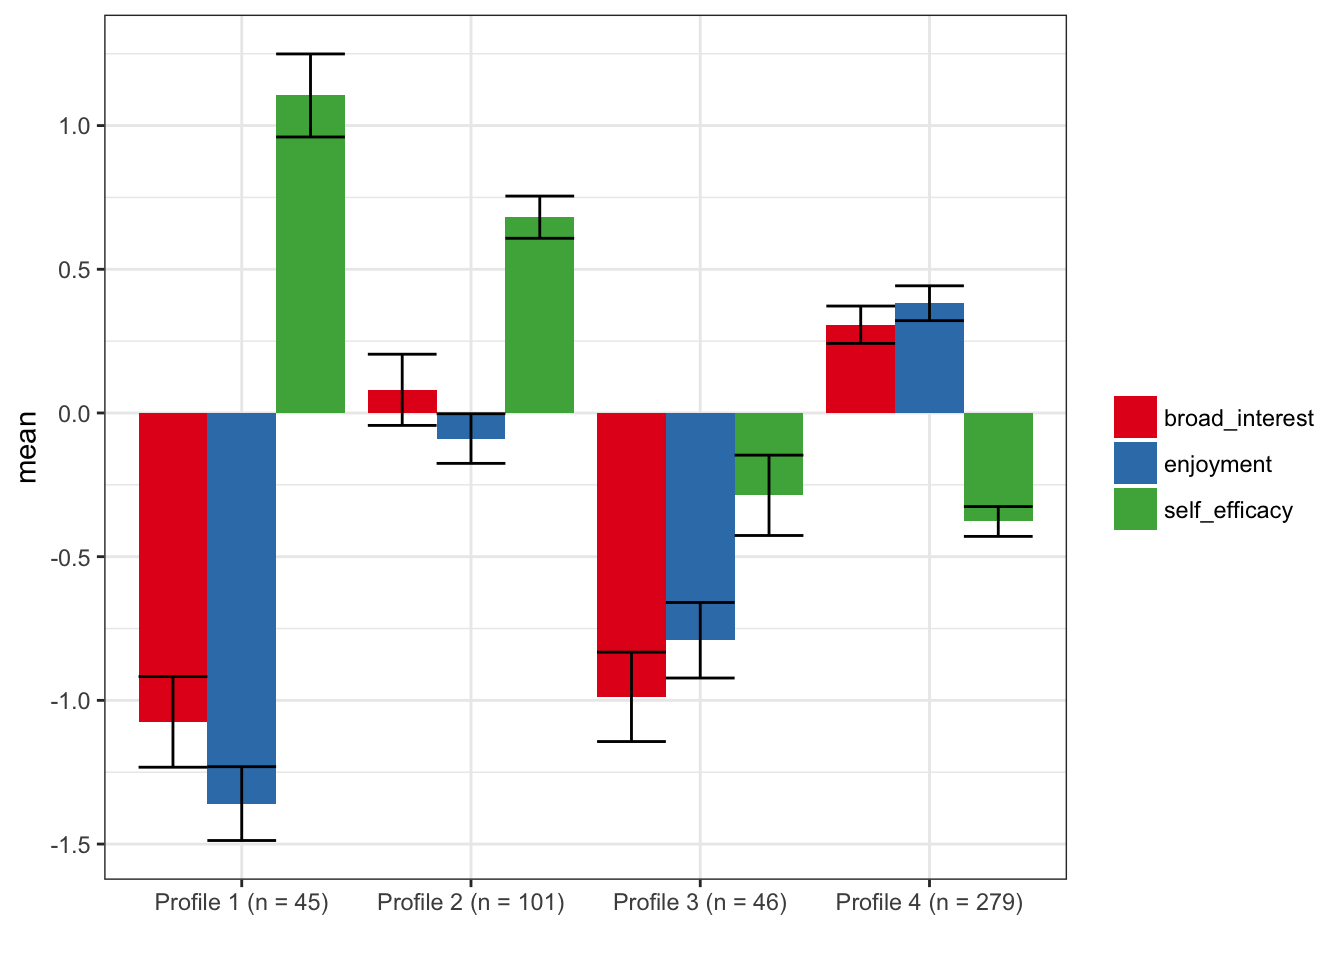 mean
1.0
0.5
0.0
-0.5
-1.0
-1.5
Profile 1 (n = 45)
Profile 2 (n = 101)
Profile 3 (n = 46)
Profile 4 (n = 279)
broad_interest
enjoyment
self_efficacy